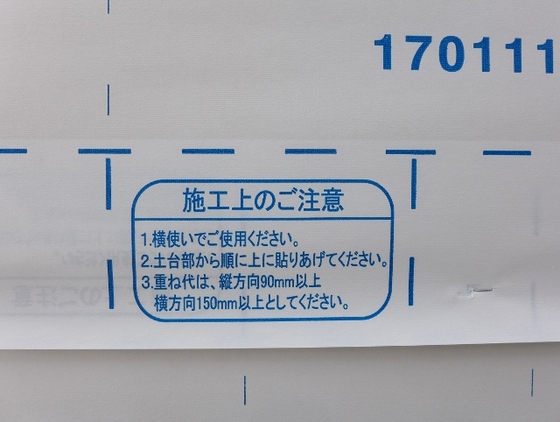 170111
施工上のご注意
1.横使いでご使用ください。
2.土台部から順に上に貼りあげてください。
3.重ね代は、縦方向90mm以上
横方向150mm以上としてください。